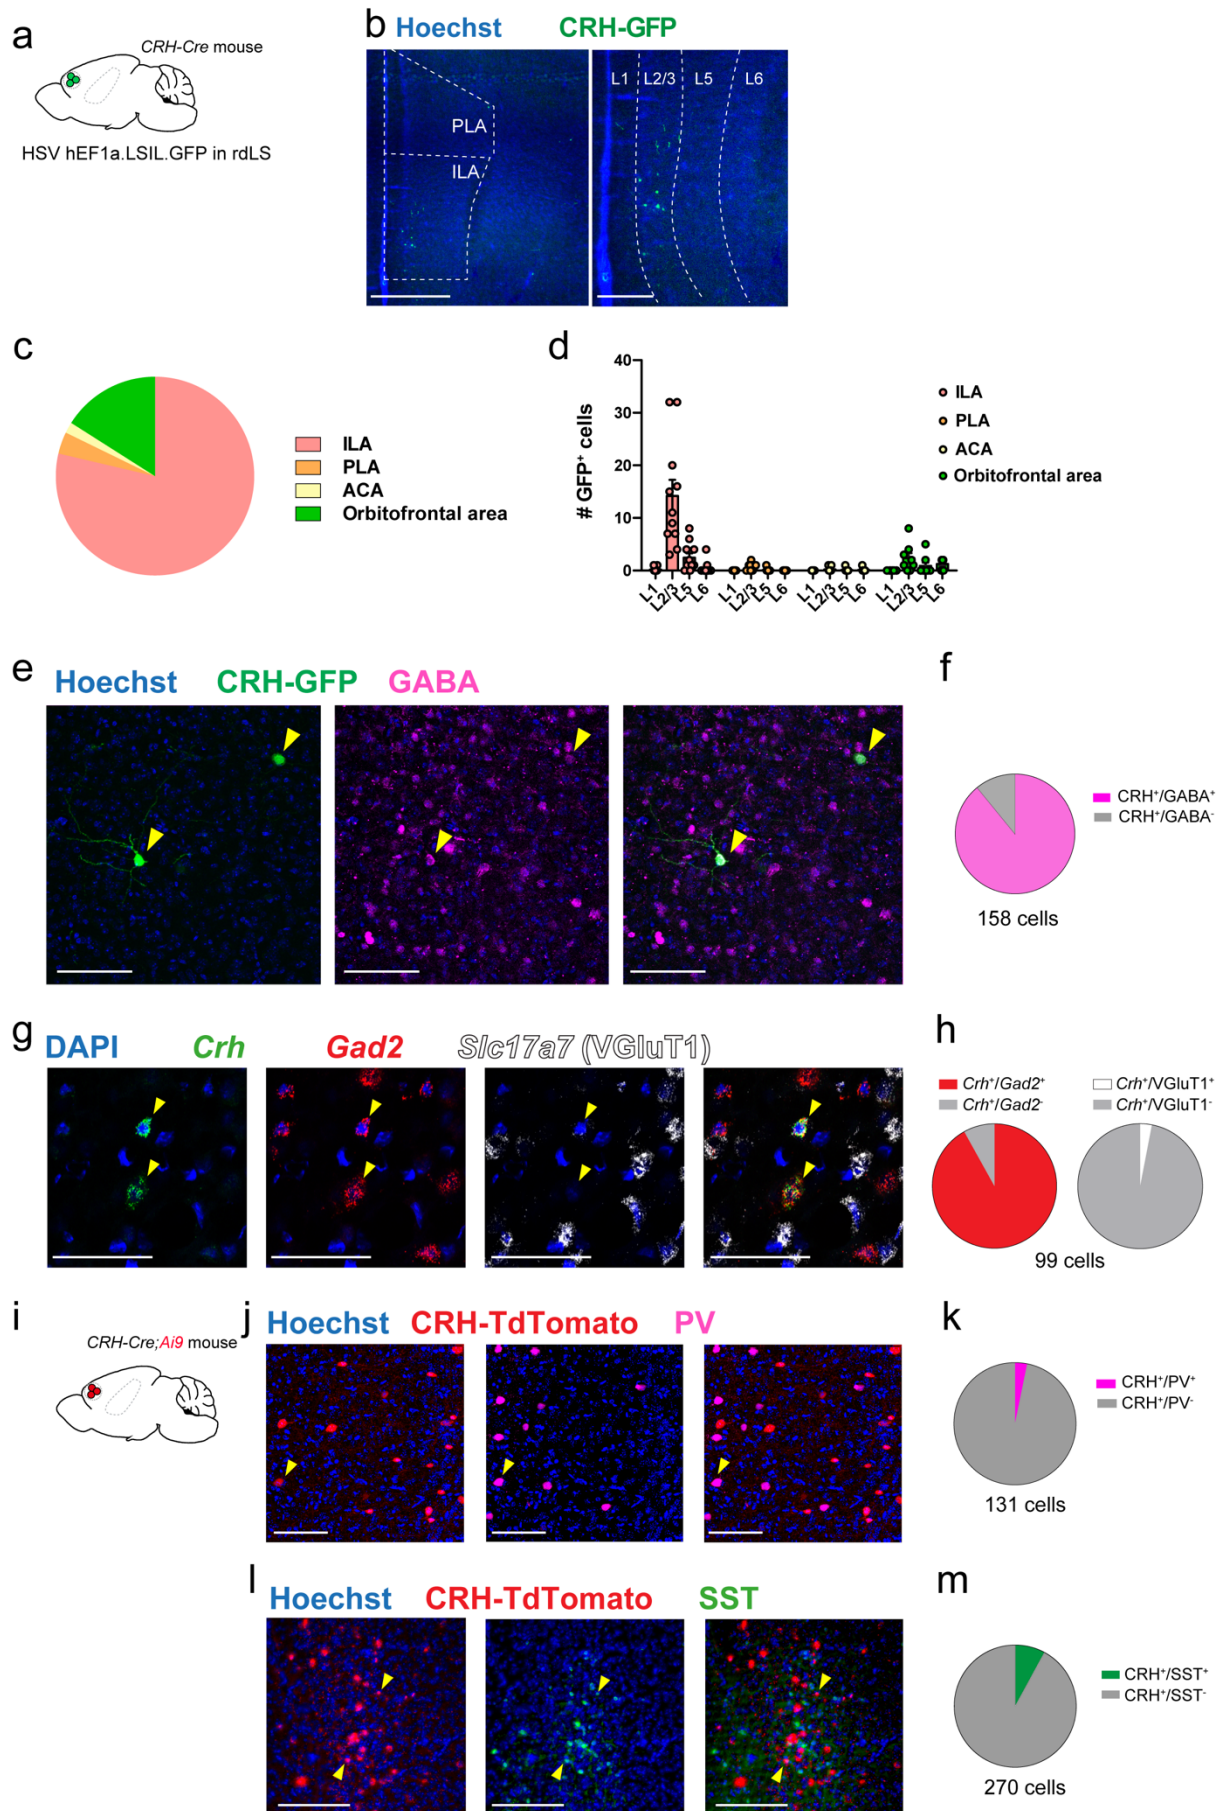 a
CRH-Cre mouse
HSV hEF1a.LSIL.GFP in rdLS
b
Hoechst CRH-GFP
PLA
ILA
L1 L2/3 L5 L6
c
ILA
PLA
ACA
Orbitofrontal area
d
# GFP⁺ cells
40
30
20
10
0
L1 L2/3 L5 L6 L1 L2/3 L5 L6 L1 L2/3 L5 L6 L1 L2/3 L5 L6
ILA
PLA
ACA
Orbitofrontal area
e
Hoechst CRH-GFP GABA
f
CRH⁺/GABA⁺
CRH⁺/GABA⁻
158 cells
g
DAPI Crh Gad2 Slc17a7 (VGluT1)
h
Crh⁺/Gad2⁺
Crh⁺/Gad2⁻
Crh⁺/VGluT1⁺
Crh⁺/VGluT1⁻
99 cells
i
CRH-Cre;Ai9 mouse
j
Hoechst CRH-TdTomato PV
k
CRH⁺/PV⁺
CRH⁺/PV⁻
131 cells
l
Hoechst CRH-TdTomato SST
m
CRH⁺/SST⁺
CRH⁺/SST⁻
270 cells